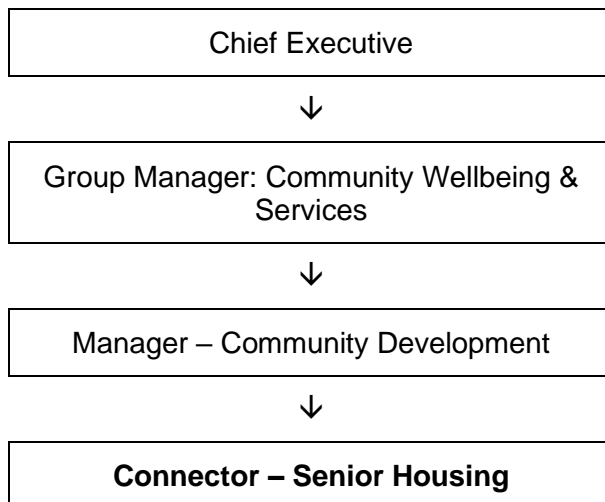 Chief Executive
↓
Group Manager: Community Wellbeing &
Services
↓
Manager – Community Development
↓
Connector – Senior Housing